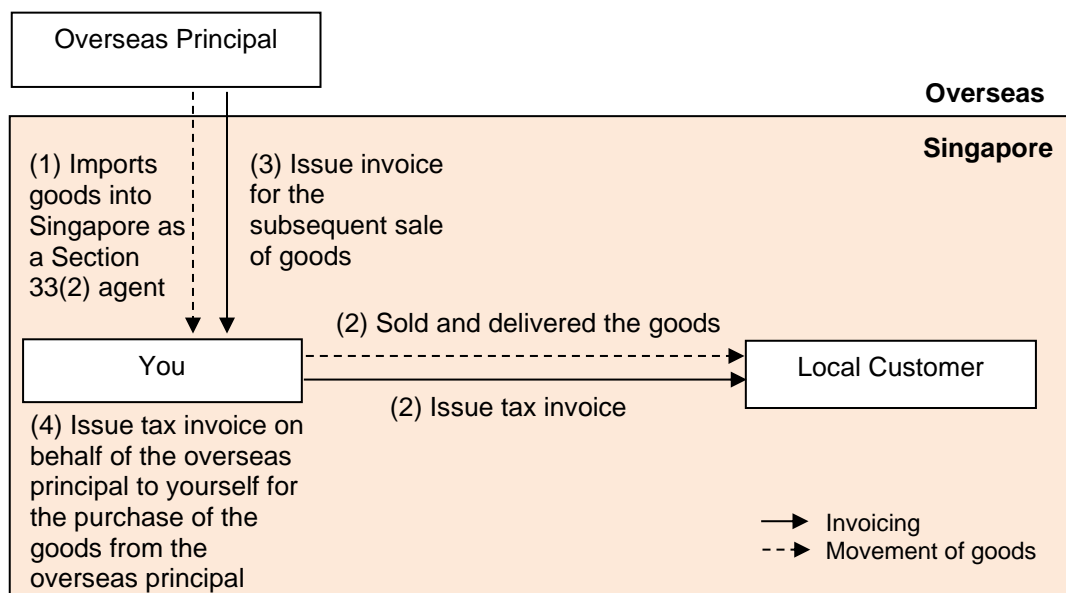 Overseas Principal
Overseas
Singapore
(1) Imports
goods into
Singapore as
a Section
33(2) agent
(3) Issue invoice
for the
subsequent sale
of goods
(2) Sold and delivered the goods
You
Local Customer
(2) Issue tax invoice
(4) Issue tax invoice on
behalf of the overseas
principal to yourself for
the purchase of the
goods from the
overseas principal
Invoicing
Movement of goods